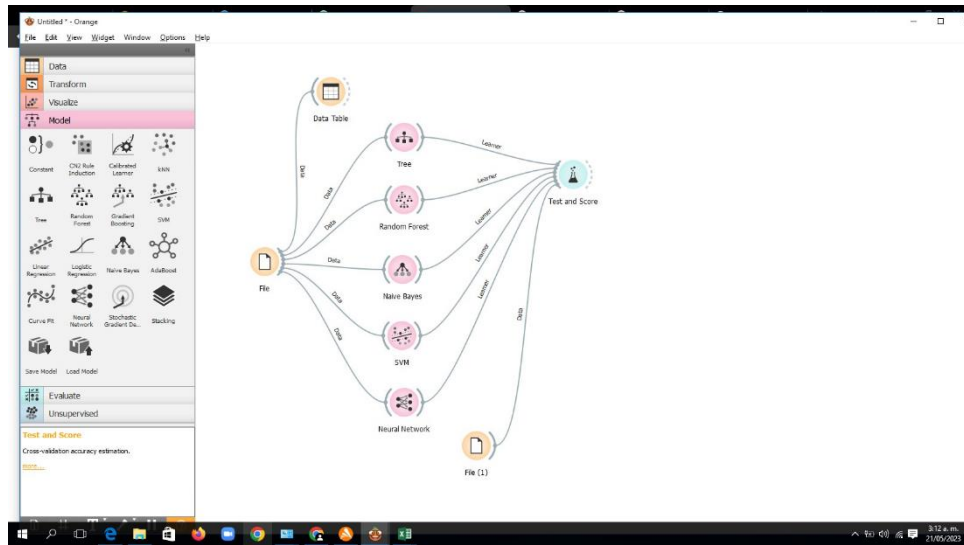 Untitled * - Orange
File Edit View Widget Window Options Help
Data
Transform
Visualize
Model
Constant
CN2 Rule Induction
Calibrated Learner
kNN
Tree
Random Forest
Gradient Boosting
SVM
Linear Regression
Logistic Regression
Naive Bayes
AdaBoost
Curve Fit
Neural Network
Stochastic Gradient De...
Stacking
Save Model
Load Model
Evaluate
Unsupervised
Test and Score
Cross-validation accuracy estimation.
more...
Data Table
Data
Tree
Data
Learner
Random Forest
Data
Learner
Test and Score
File
Data
Naive Bayes
Learner
Data
SVM
Learner
Data
Neural Network
Learner
Data
File (1)
3:12 a. m.
21/05/2023